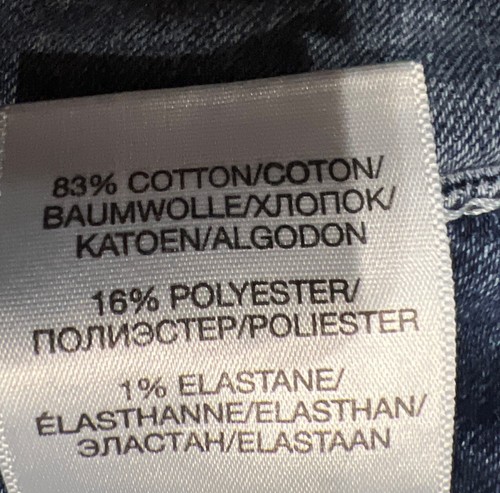 83% COTTON/COTON/
BAUMWOLLE/ХЛОПОК/
KATOEN/ALGODON
16% POLYESTER/
ПОЛИЭСТЕР/POLIESTER
1% ELASTANE/
ÉLASTHANNE/ELASTHAN/
ЭЛАСТАН/ELASTAAN